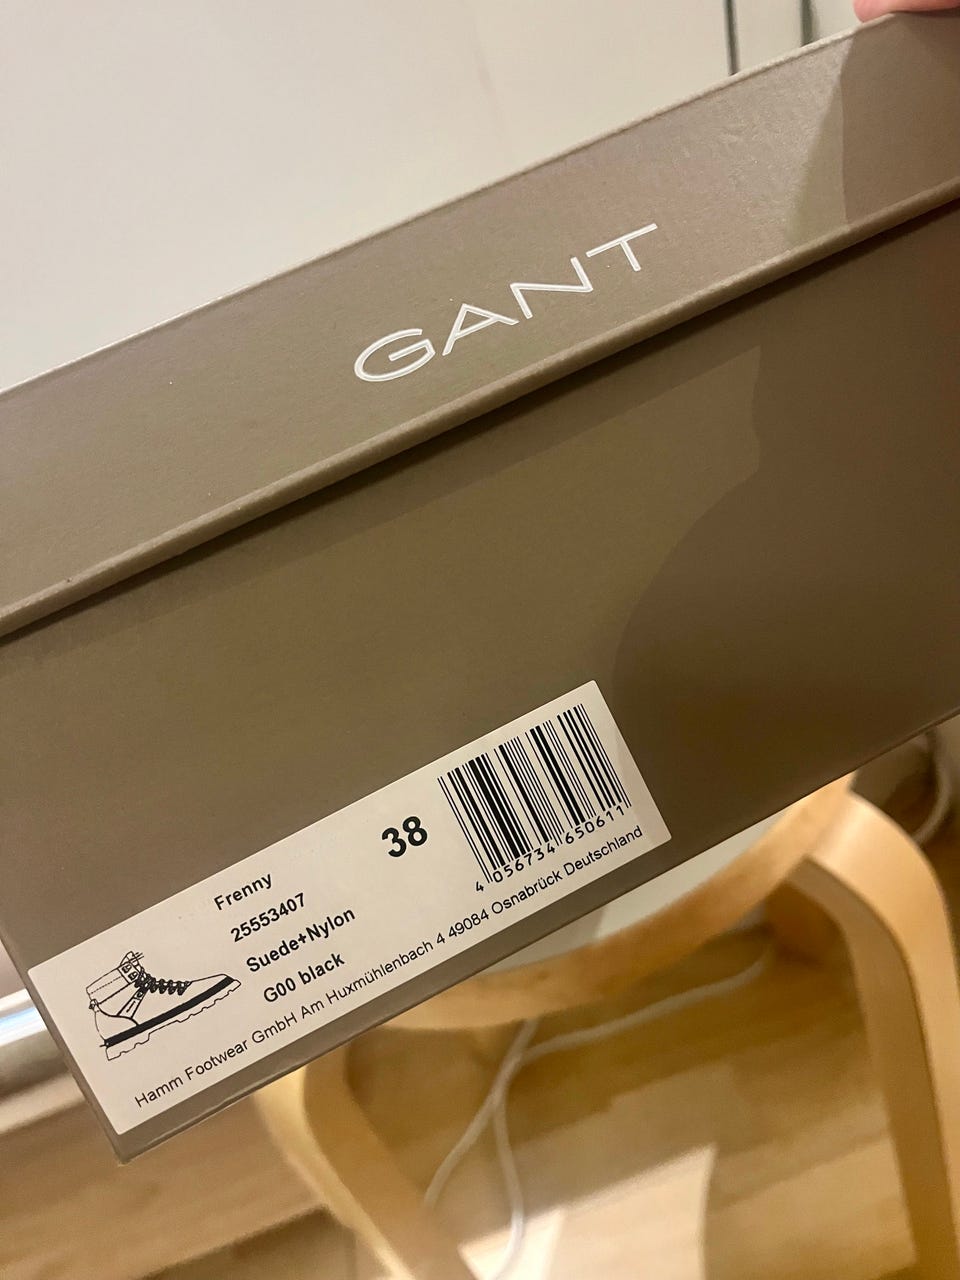 GANT
Frenny
25553407
Suede+Nylon
G00 black
38
4 056734 650611
Hamm Footwear GmbH Am Huxmühlenbach 4 49084 Osnabrück Deutschland